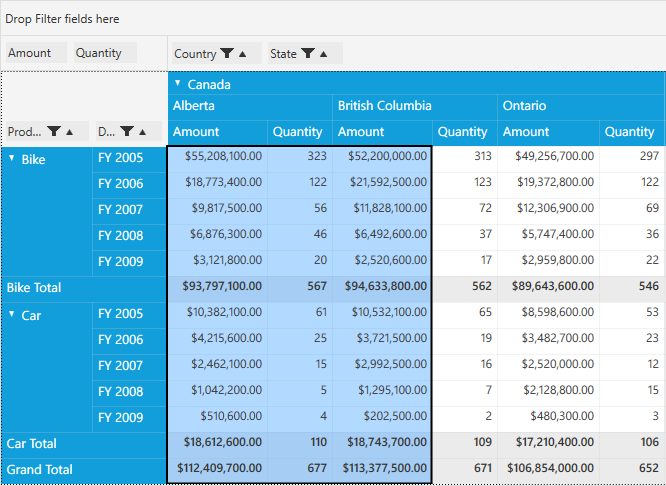 Drop Filter fields here
Amount Quantity Country State
Canada
Alberta British Columbia Ontario
Prod... D... Amount Quantity Amount Quantity Amount Quantity
Bike FY 2005 $55,208,100.00 323 $52,200,000.00 313 $49,256,700.00 297
FY 2006 $18,773,400.00 122 $21,592,500.00 123 $19,372,800.00 122
FY 2007 $9,817,500.00 56 $11,828,100.00 72 $12,306,900.00 69
FY 2008 $6,876,300.00 46 $6,492,600.00 37 $5,747,400.00 36
FY 2009 $3,121,800.00 20 $2,520,600.00 17 $2,959,800.00 22
Bike Total $93,797,100.00 567 $94,633,800.00 562 $89,643,600.00 546
Car FY 2005 $10,382,100.00 61 $10,532,100.00 65 $8,598,600.00 53
FY 2006 $4,215,600.00 25 $3,721,500.00 19 $3,482,700.00 23
FY 2007 $2,462,100.00 15 $2,992,500.00 16 $2,520,000.00 12
FY 2008 $1,042,200.00 5 $1,295,100.00 7 $2,128,800.00 15
FY 2009 $510,600.00 4 $202,500.00 2 $480,300.00 3
Car Total $18,612,600.00 110 $18,743,700.00 109 $17,210,400.00 106
Grand Total $112,409,700.00 677 $113,377,500.00 671 $106,854,000.00 652